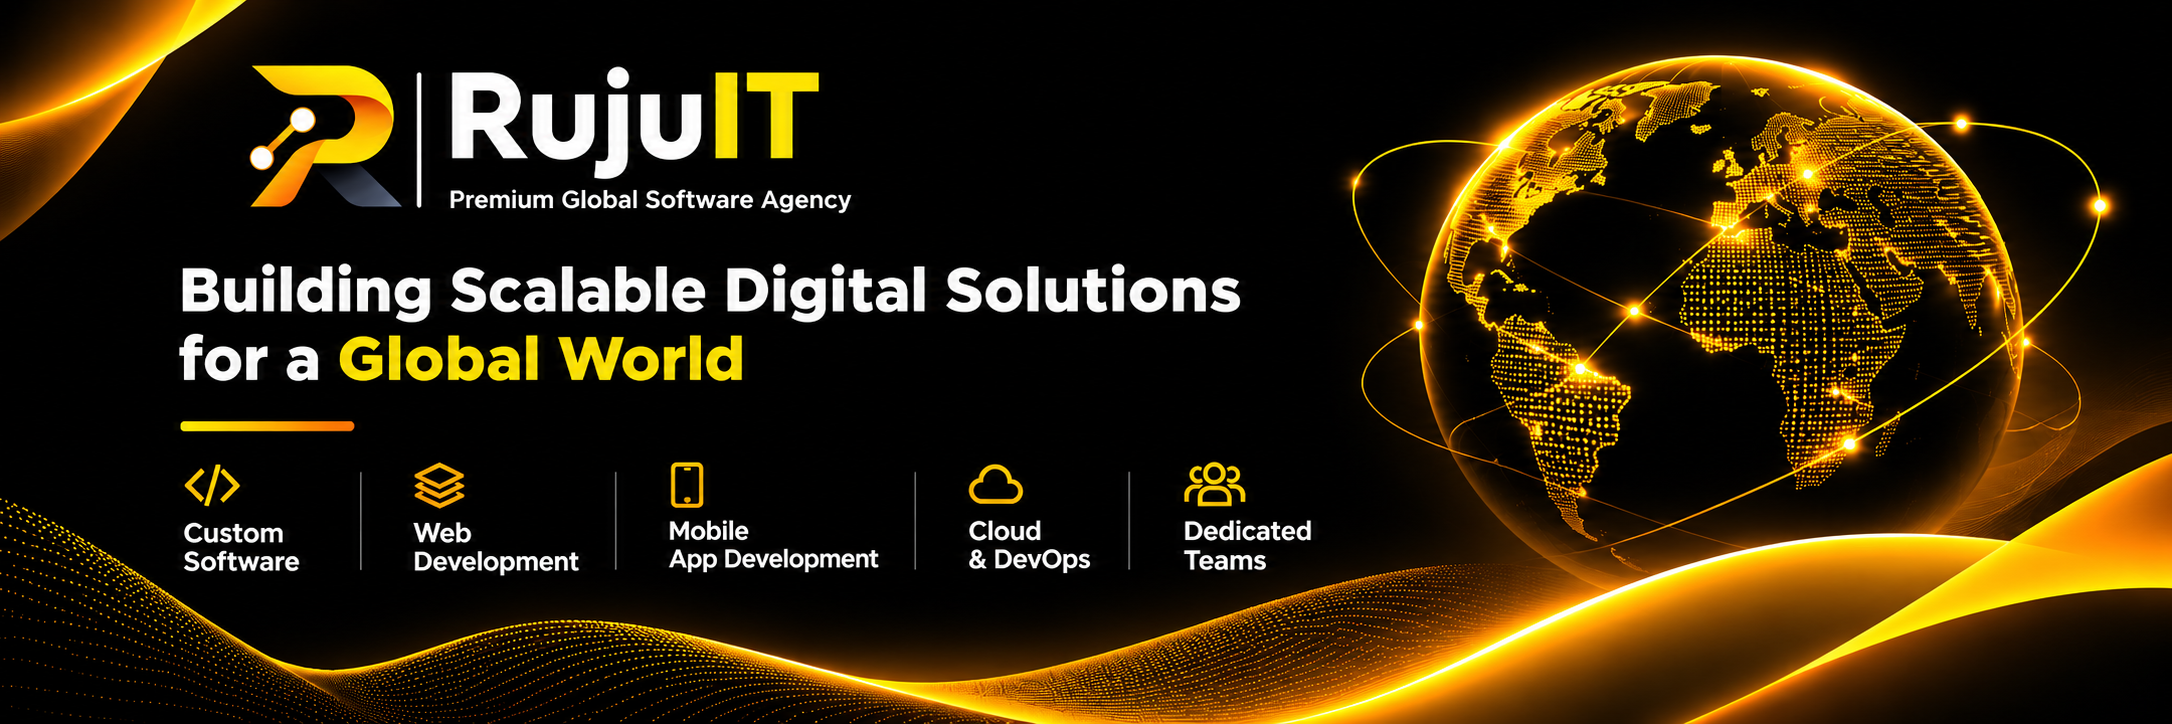 RujuIT
Premium Global Software Agency
Building Scalable Digital Solutions
for a Global World
Custom
Software
Web
Development
Mobile
App Development
Cloud
& DevOps
Dedicated
Teams